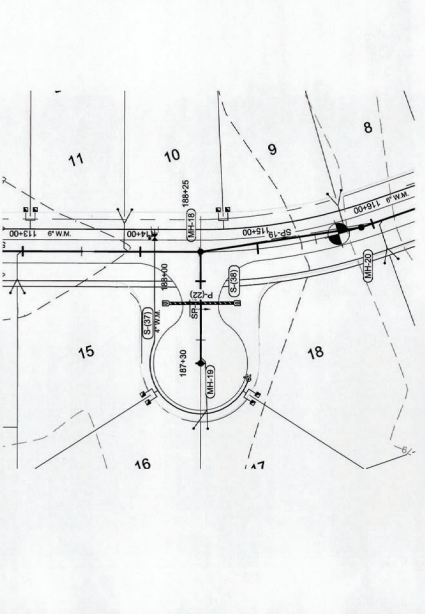 8
9
10
11
188+25
MH-18
116+00
6" W.M.
SP-19
115+00
114+00
6" W.M.
113+00
MH-20
188+00
P-(22)
S-(38)
SP-
S-(37)
4" W.M.
15
187+30
18
MH-19
16
17